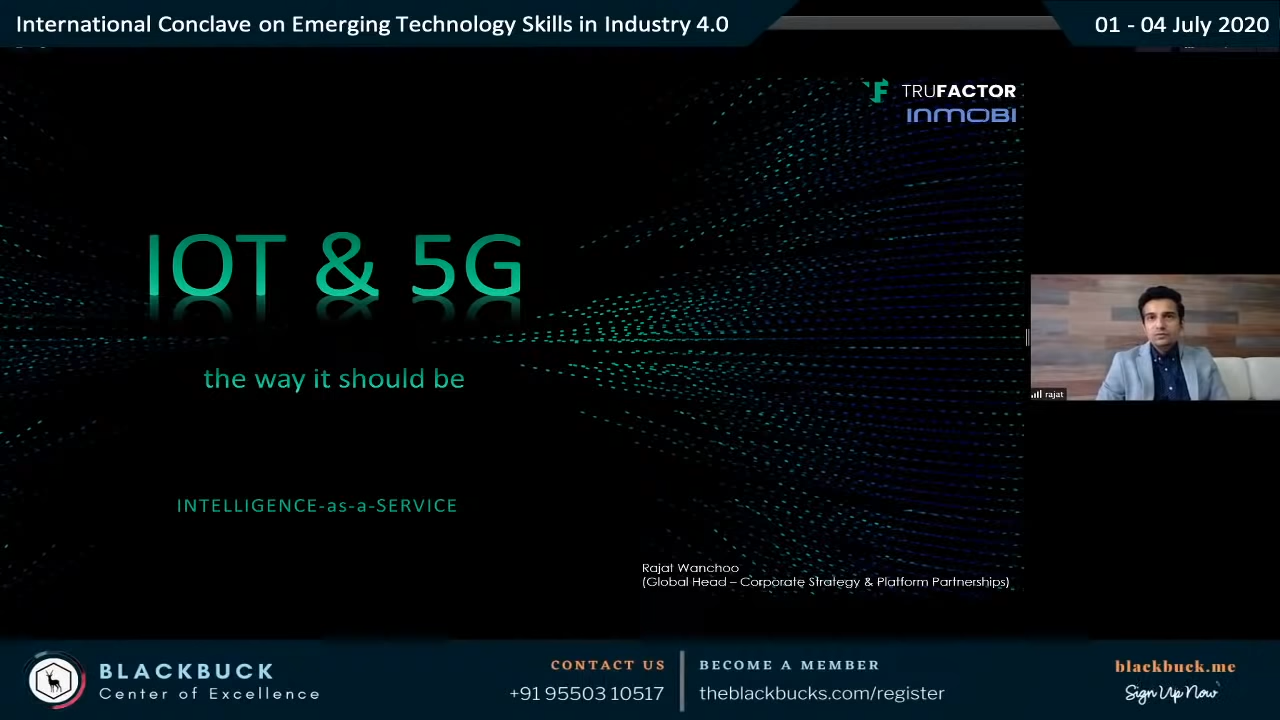 International Conclave on Emerging Technology Skills in Industry 4.0
01 - 04 July 2020
TRUFACTOR
INMOBI
IOT & 5G
the way it should be
INTELLIGENCE-as-a-SERVICE
Rajat Wanchoo
(Global Head – Corporate Strategy & Platform Partnerships)
rajat
BLACKBUCK
Center of Excellence
CONTACT US
+91 95503 10517
BECOME A MEMBER
theblackbucks.com/register
blackbuck.me
Sign Up Now